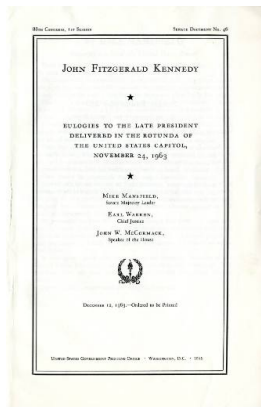 88th Congress, 1st Session Senate Document No. 46
John Fitzgerald Kennedy
EULOGIES TO THE LATE PRESIDENT
DELIVERED IN THE ROTUNDA OF
THE UNITED STATES CAPITOL,
NOVEMBER 24, 1963
Mike Mansfield,
Senate Majority Leader
Earl Warren,
Chief Justice
John W. McCormack,
Speaker of the House
December 12, 1963.—Ordered to be Printed
United States Government Printing Office · Washington, D.C. ·